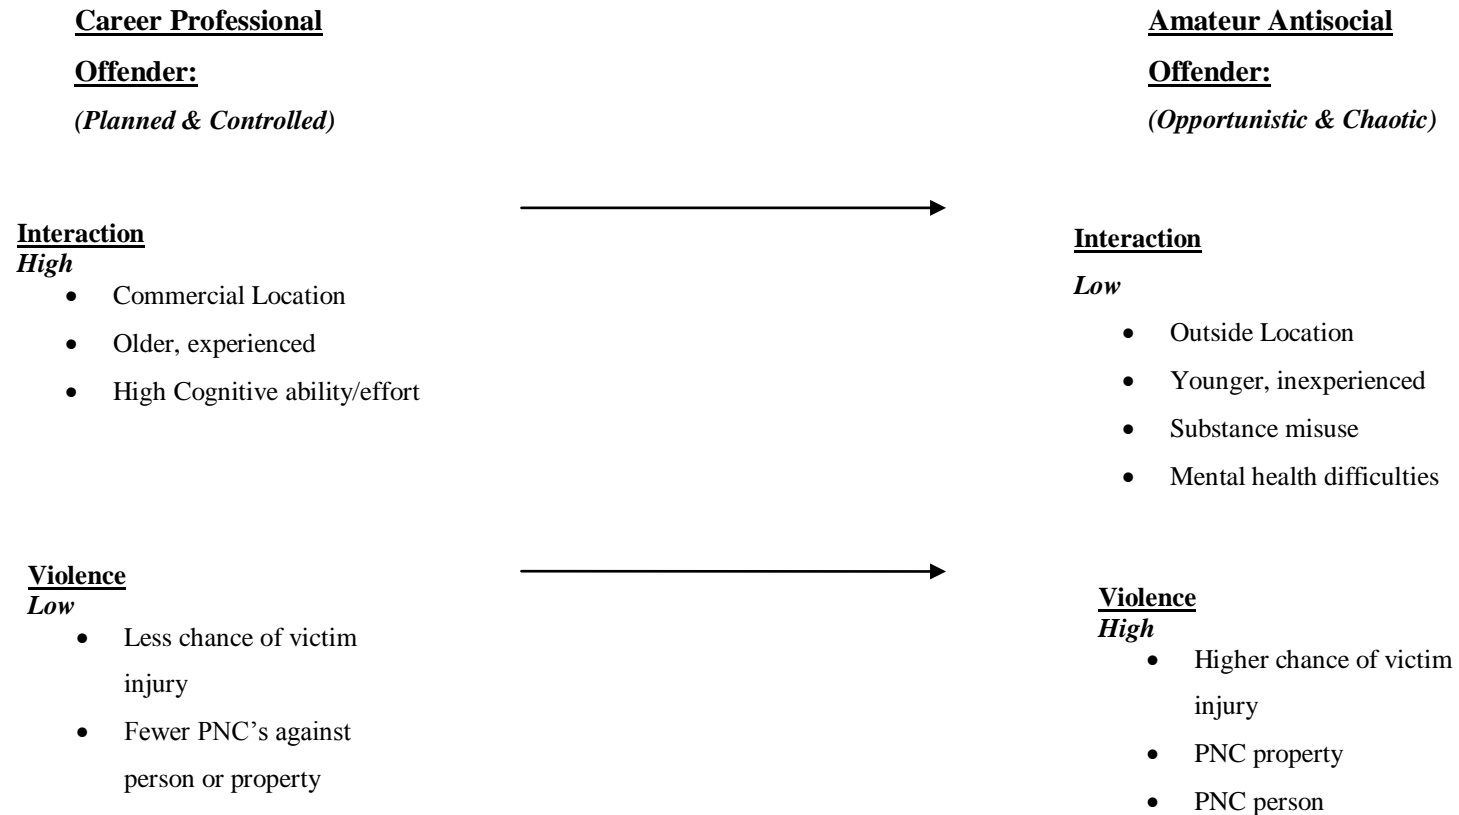 Career Professional
Offender:
(Planned & Controlled)
Interaction
High
• Commercial Location
• Older, experienced
• High Cognitive ability/effort
Violence
Low
• Less chance of victim
injury
• Fewer PNC’s against
person or property
Amateur Antisocial
Offender:
(Opportunistic & Chaotic)
Interaction
Low
• Outside Location
• Younger, inexperienced
• Substance misuse
• Mental health difficulties
Violence
High
• Higher chance of victim
injury
• PNC property
• PNC person